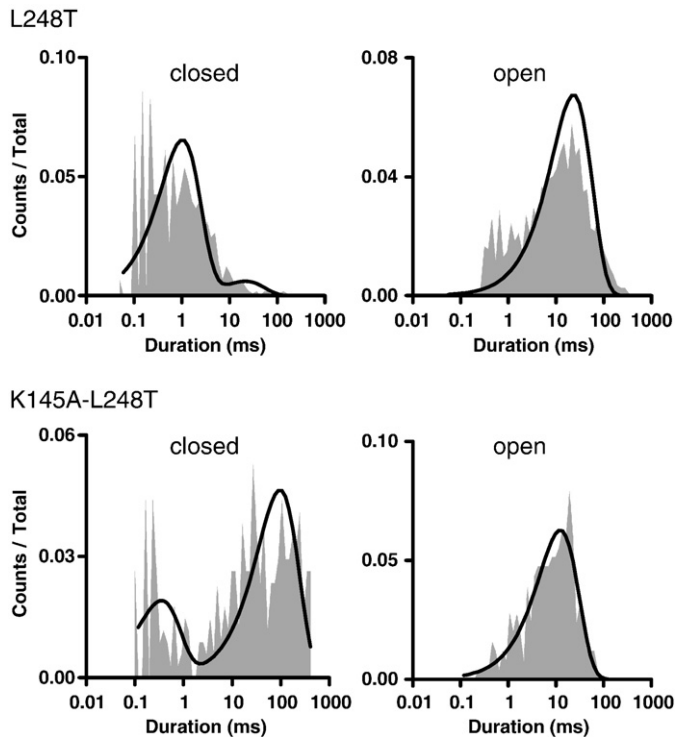 L248T
closed
open
0.10
0.05
0.00
Counts / Total
0.01 0.1 1 10 100 1000
Duration (ms)
0.08
0.04
0.00
0.01 0.1 1 10 100 1000
Duration (ms)
K145A-L248T
closed
open
0.06
0.03
0.00
Counts / Total
0.01 0.1 1 10 100 1000
Duration (ms)
0.10
0.05
0.00
0.01 0.1 1 10 100 1000
Duration (ms)